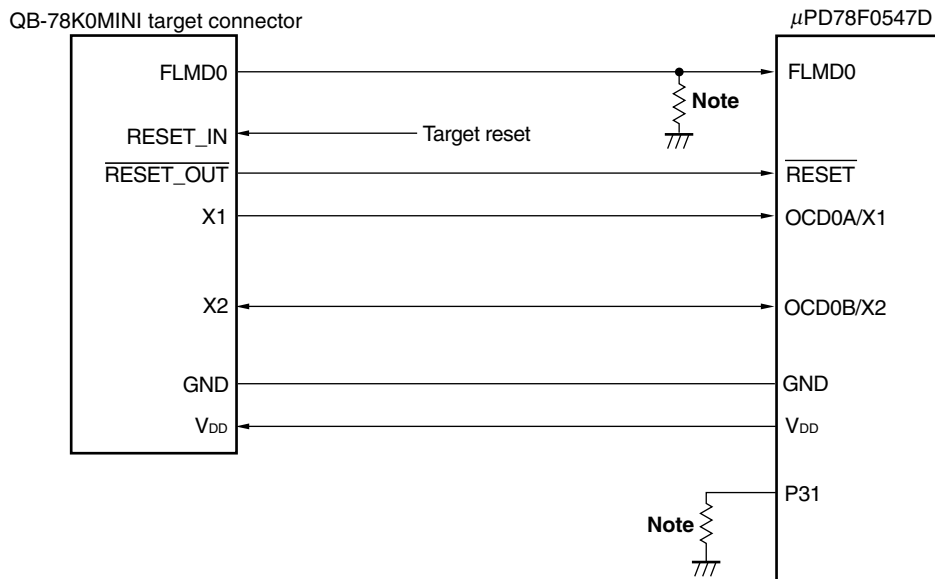 QB-78K0MINI target connector
μPD78F0547D
FLMD0
FLMD0
Note
RESET_IN
Target reset
RESET_OUT
RESET
X1
OCD0A/X1
X2
OCD0B/X2
GND
GND
VDD
VDD
P31
Note